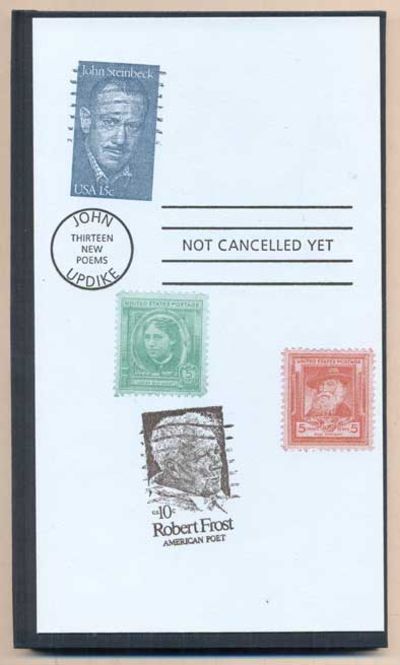 John Steinbeck
USA 15c
JOHN
THIRTEEN
NEW
POEMS
UPDIKE
NOT CANCELLED YET
UNITED STATES POSTAGE
5
UNITED STATES POSTAGE
5 5
10c
Robert Frost
AMERICAN POET